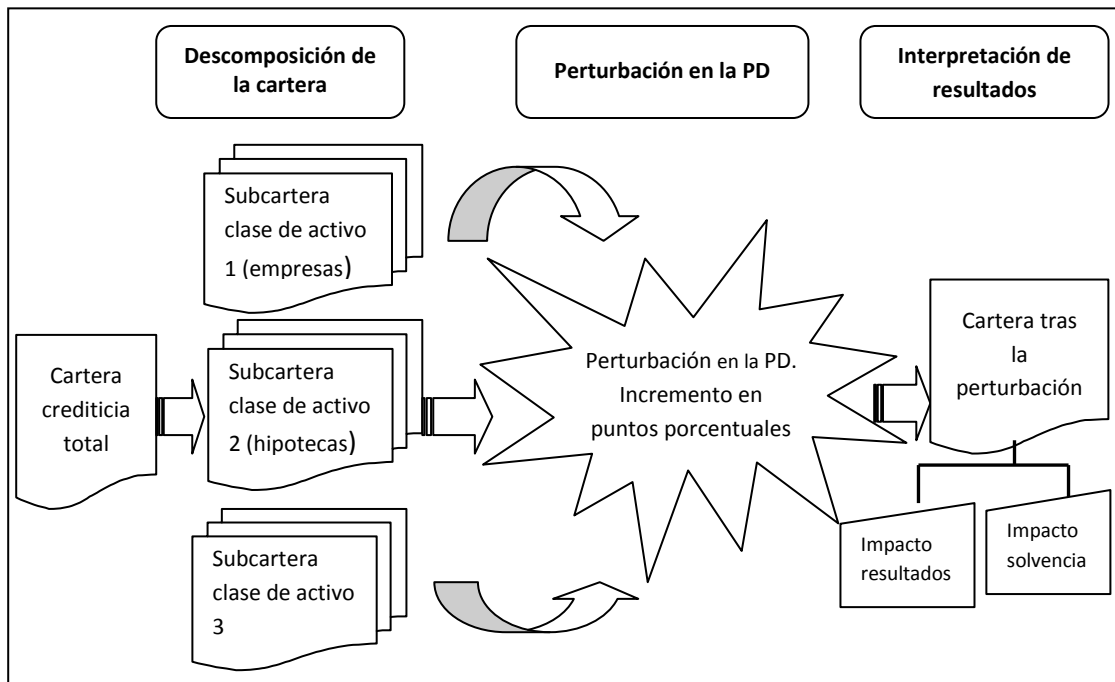 Descomposición de
la cartera
Perturbación en la PD
Interpretación de
resultados
Subcartera
clase de activo
1 (empresas)
Cartera
crediticia
total
Subcartera
clase de activo
2 (hipotecas)
Subcartera
clase de activo
3
Perturbación en la PD.
Incremento en
puntos porcentuales
Cartera tras
la
perturbación
Impacto
resultados
Impacto
solvencia